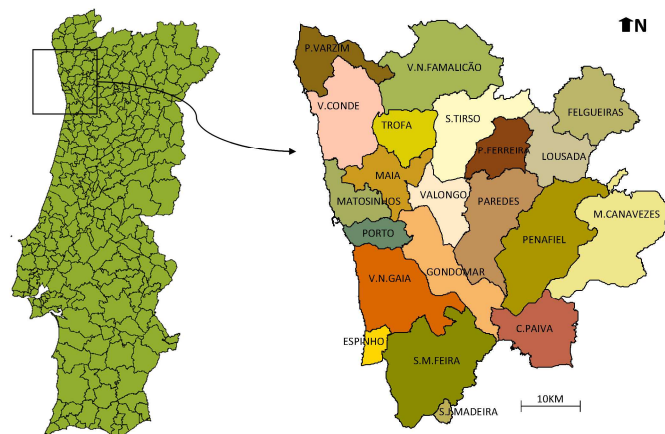 N
P.VARZIM
V.N.FAMALICÃO
V.CONDE
FELGUEIRAS
TROFA
S.TIRSO
P.FERREIRA
LOUSADA
MAIA
VALONGO
MATOSINHOS
PAREDES
M.CANAVEZES
PORTO
PENAFIEL
GONDOMAR
V.N.GAIA
C.PAIVA
ESPINHO
S.M.FEIRA
10KM
S.J.MADEIRA